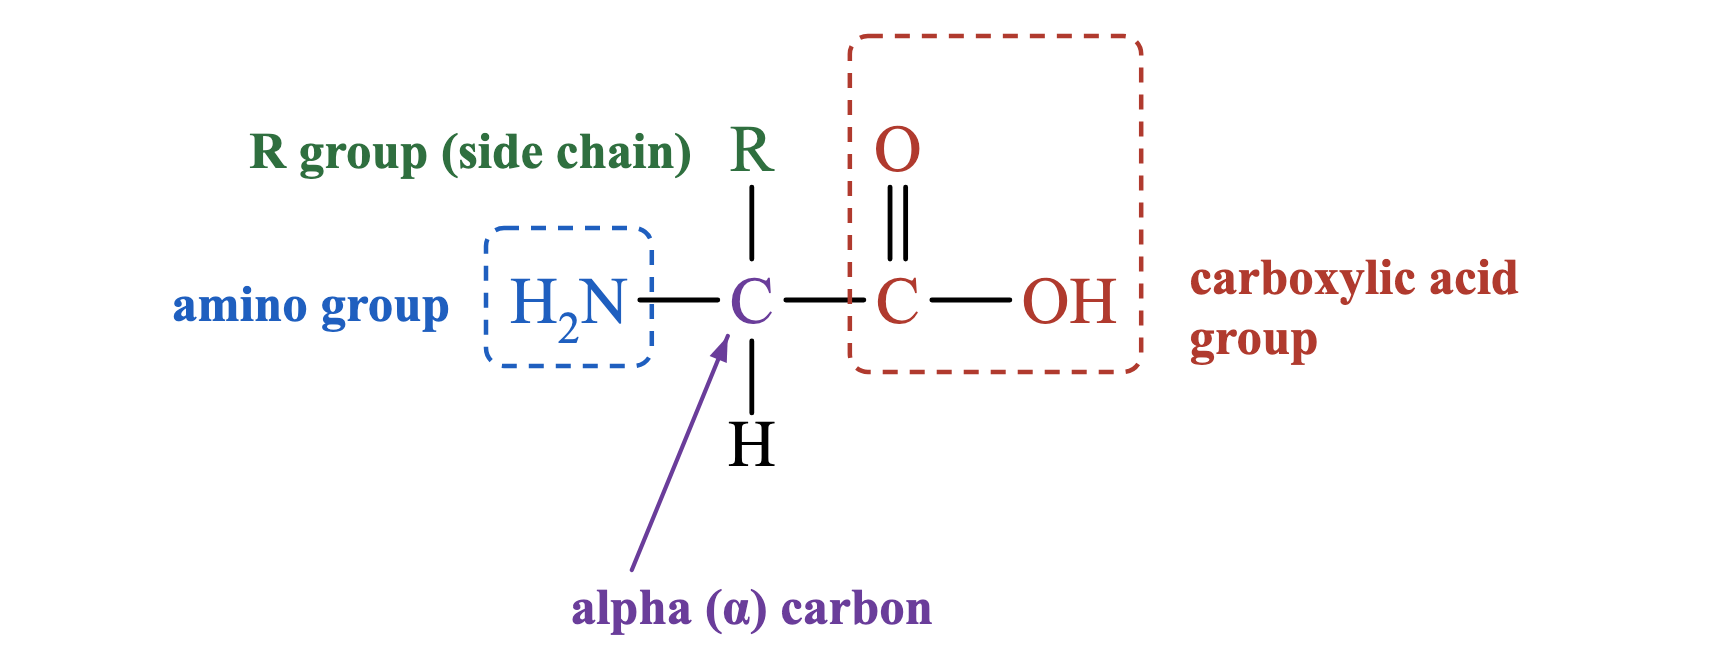 R group (side chain) R O
amino group H₂N C C OH carboxylic acid
group
H
alpha (α) carbon